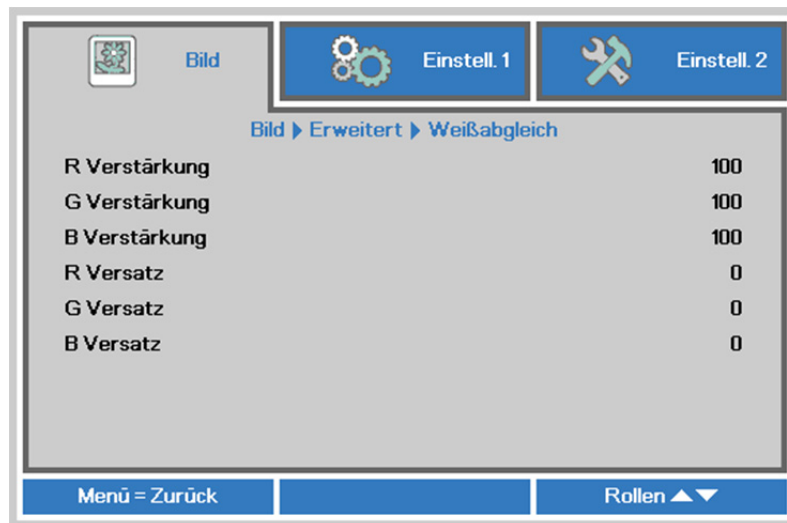 Bild
Einstell. 1
Einstell. 2
Bild ▶ Erweitert ▶ Weißabgleich
R Verstärkung 100
G Verstärkung 100
B Verstärkung 100
R Versatz 0
G Versatz 0
B Versatz 0
Menü = Zurück
Rollen ▲▼